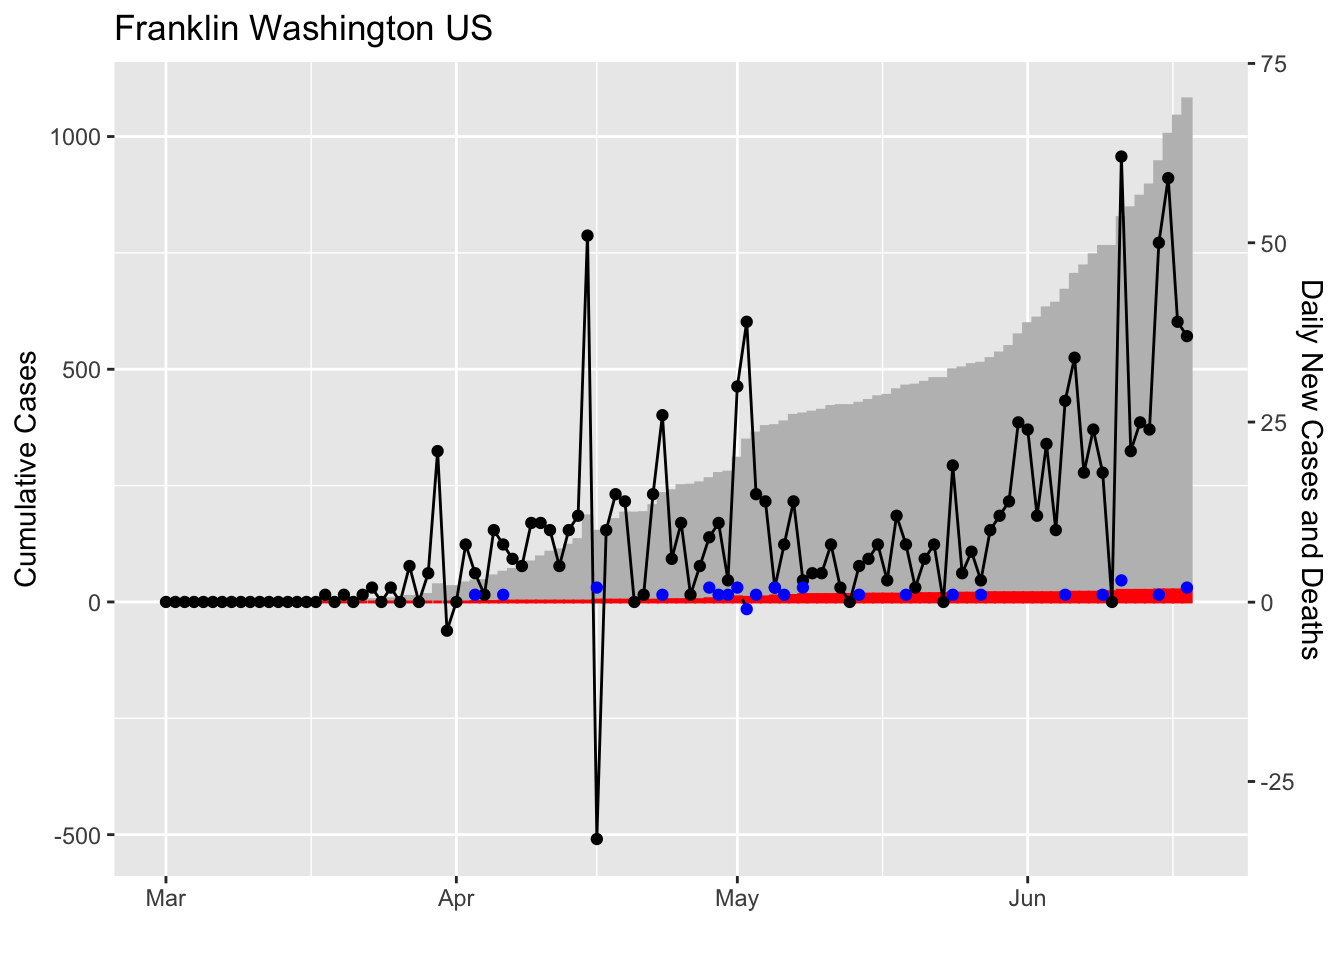 Franklin Washington US
Cumulative Cases
1000
500
0
-500
75
50
25
0
-25
Daily New Cases and Deaths
Mar
Apr
May
Jun